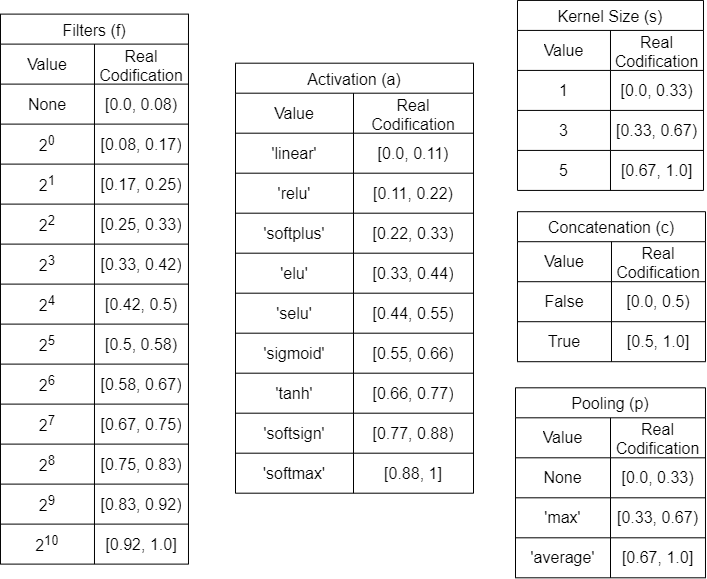 Filters (f)
Value Real Codification
None [0.0, 0.08)
2^0 [0.08, 0.17)
2^1 [0.17, 0.25)
2^2 [0.25, 0.33)
2^3 [0.33, 0.42)
2^4 [0.42, 0.5)
2^5 [0.5, 0.58)
2^6 [0.58, 0.67)
2^7 [0.67, 0.75)
2^8 [0.75, 0.83)
2^9 [0.83, 0.92)
2^10 [0.92, 1.0]
Activation (a)
Value Real Codification
'linear' [0.0, 0.11)
'relu' [0.11, 0.22)
'softplus' [0.22, 0.33)
'elu' [0.33, 0.44)
'selu' [0.44, 0.55)
'sigmoid' [0.55, 0.66)
'tanh' [0.66, 0.77)
'softsign' [0.77, 0.88)
'softmax' [0.88, 1]
Kernel Size (s)
Value Real Codification
1 [0.0, 0.33)
3 [0.33, 0.67)
5 [0.67, 1.0]
Concatenation (c)
Value Real Codification
False [0.0, 0.5)
True [0.5, 1.0]
Pooling (p)
Value Real Codification
None [0.0, 0.33)
'max' [0.33, 0.67)
'average' [0.67, 1.0]